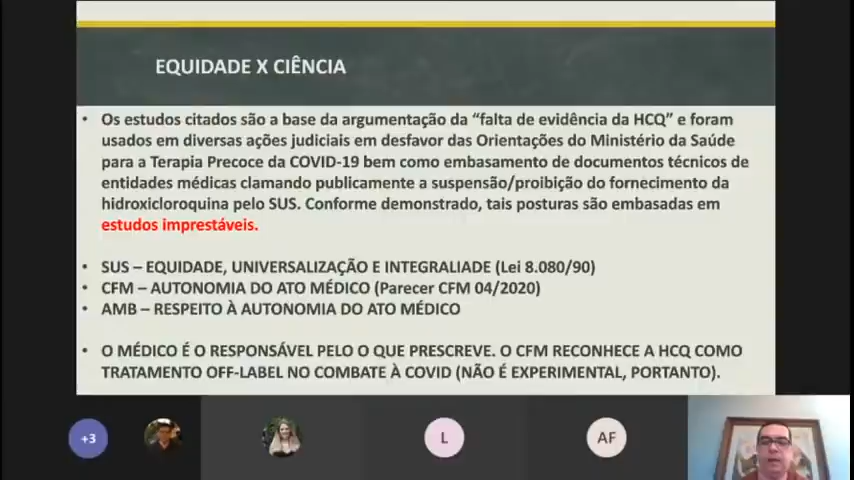 EQUIDADE X CIÊNCIA
• Os estudos citados são a base da argumentação da “falta de evidência da HCQ” e foram
usados em diversas ações judiciais em desfavor das Orientações do Ministério da Saúde
para a Terapia Precoce da COVID-19 bem como embasamento de documentos técnicos de
entidades médicas clamando publicamente a suspensão/proibição do fornecimento da
hidroxicloroquina pelo SUS. Conforme demonstrado, tais posturas são embasadas em
estudos imprestáveis.
• SUS – EQUIDADE, UNIVERSALIZAÇÃO E INTEGRALIADE (Lei 8.080/90)
• CFM – AUTONOMIA DO ATO MÉDICO (Parecer CFM 04/2020)
• AMB – RESPEITO À AUTONOMIA DO ATO MÉDICO
• O MÉDICO É O RESPONSÁVEL PELO O QUE PRESCREVE. O CFM RECONHECE A HCQ COMO
TRATAMENTO OFF-LABEL NO COMBATE À COVID (NÃO É EXPERIMENTAL, PORTANTO).
+3
L
AF